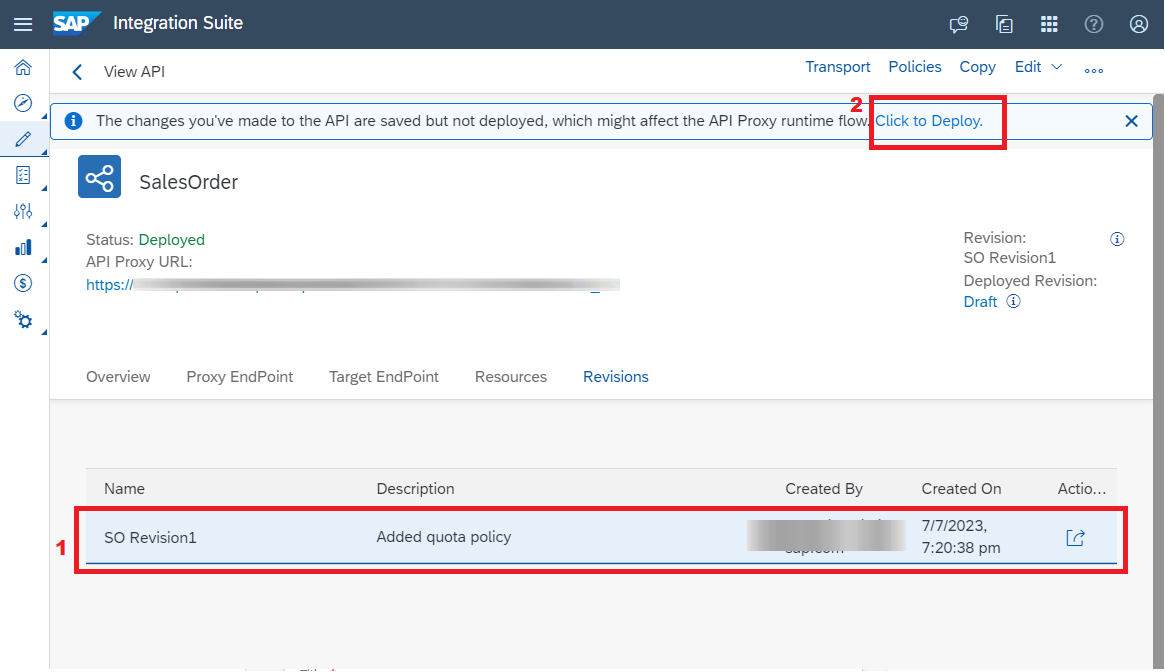 SAP Integration Suite
View API
Transport Policies Copy Edit
2
The changes you've made to the API are saved but not deployed, which might affect the API Proxy runtime flow. Click to Deploy.
SalesOrder
Status: Deployed
API Proxy URL:
https://
Revision:
SO Revision1
Deployed Revision:
Draft
Overview Proxy EndPoint Target EndPoint Resources Revisions
Name Description Created By Created On Actio...
1
SO Revision1 Added quota policy 7/7/2023,
7:20:38 pm